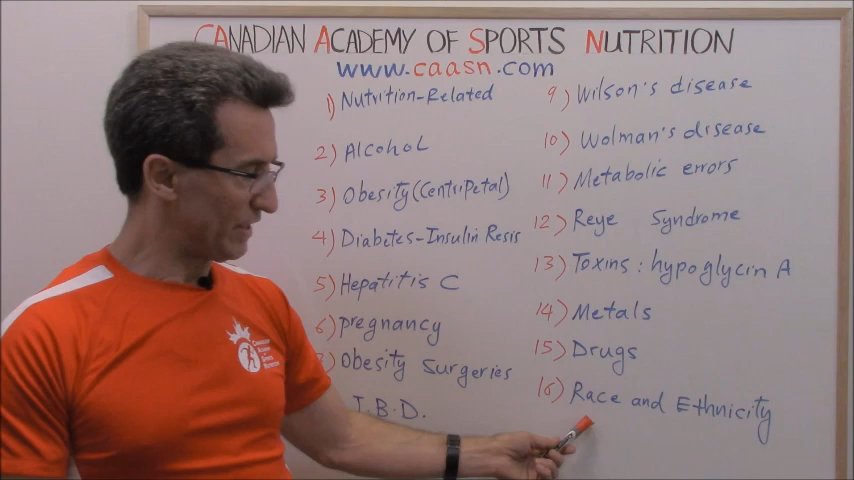 CANADIAN ACADEMY OF SPORTS NUTRITION
www.caasn.com
1) Nutrition-Related
2) Alcohol
3) Obesity (Centripetal)
4) Diabetes-Insulin Resis
5) Hepatitis C
6) pregnancy
7) Obesity Surgeries
I.B.D.
9) Wilson's disease
10) Wolman's disease
11) Metabolic errors
12) Reye Syndrome
13) Toxins: hypoglycin A
14) Metals
15) Drugs
16) Race and Ethnicity